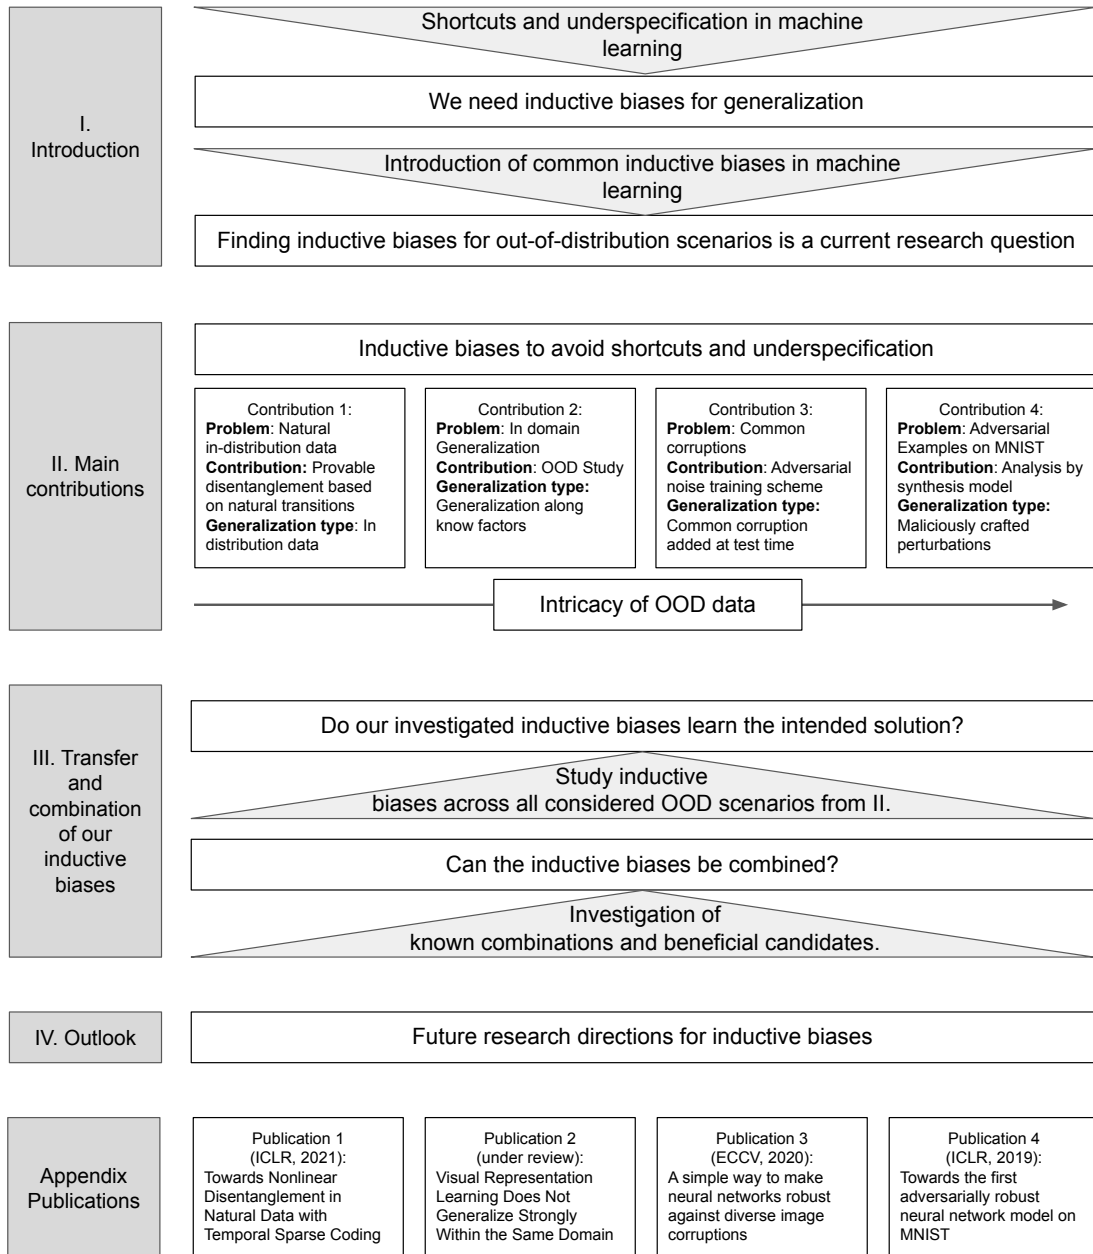 I.
Introduction
Shortcuts and underspecification in machine
learning
We need inductive biases for generalization
Introduction of common inductive biases in machine
learning
Finding inductive biases for out-of-distribution scenarios is a current research question
II. Main
contributions
Inductive biases to avoid shortcuts and underspecification
Contribution 1:
Problem: Natural
in-distribution data
Contribution: Provable
disentanglement based
on natural transitions
Generalization type: In
distribution data
Contribution 2:
Problem: In domain
Generalization
Contribution: OOD Study
Generalization type:
Generalization along
know factors
Contribution 3:
Problem: Common
corruptions
Contribution: Adversarial
noise training scheme
Generalization type:
Common corruption
added at test time
Contribution 4:
Problem: Adversarial
Examples on MNIST
Contribution: Analysis by
synthesis model
Generalization type:
Maliciously crafted
perturbations
Intricacy of OOD data
III. Transfer
and
combination
of our
inductive
biases
Do our investigated inductive biases learn the intended solution?
Study inductive
biases across all considered OOD scenarios from II.
Can the inductive biases be combined?
Investigation of
known combinations and beneficial candidates.
IV. Outlook
Future research directions for inductive biases
Appendix
Publications
Publication 1
(ICLR, 2021):
Towards Nonlinear
Disentanglement in
Natural Data with
Temporal Sparse Coding
Publication 2
(under review):
Visual Representation
Learning Does Not
Generalize Strongly
Within the Same Domain
Publication 3
(ECCV, 2020):
A simple way to make
neural networks robust
against diverse image
corruptions
Publication 4
(ICLR, 2019):
Towards the first
adversarially robust
neural network model on
MNIST